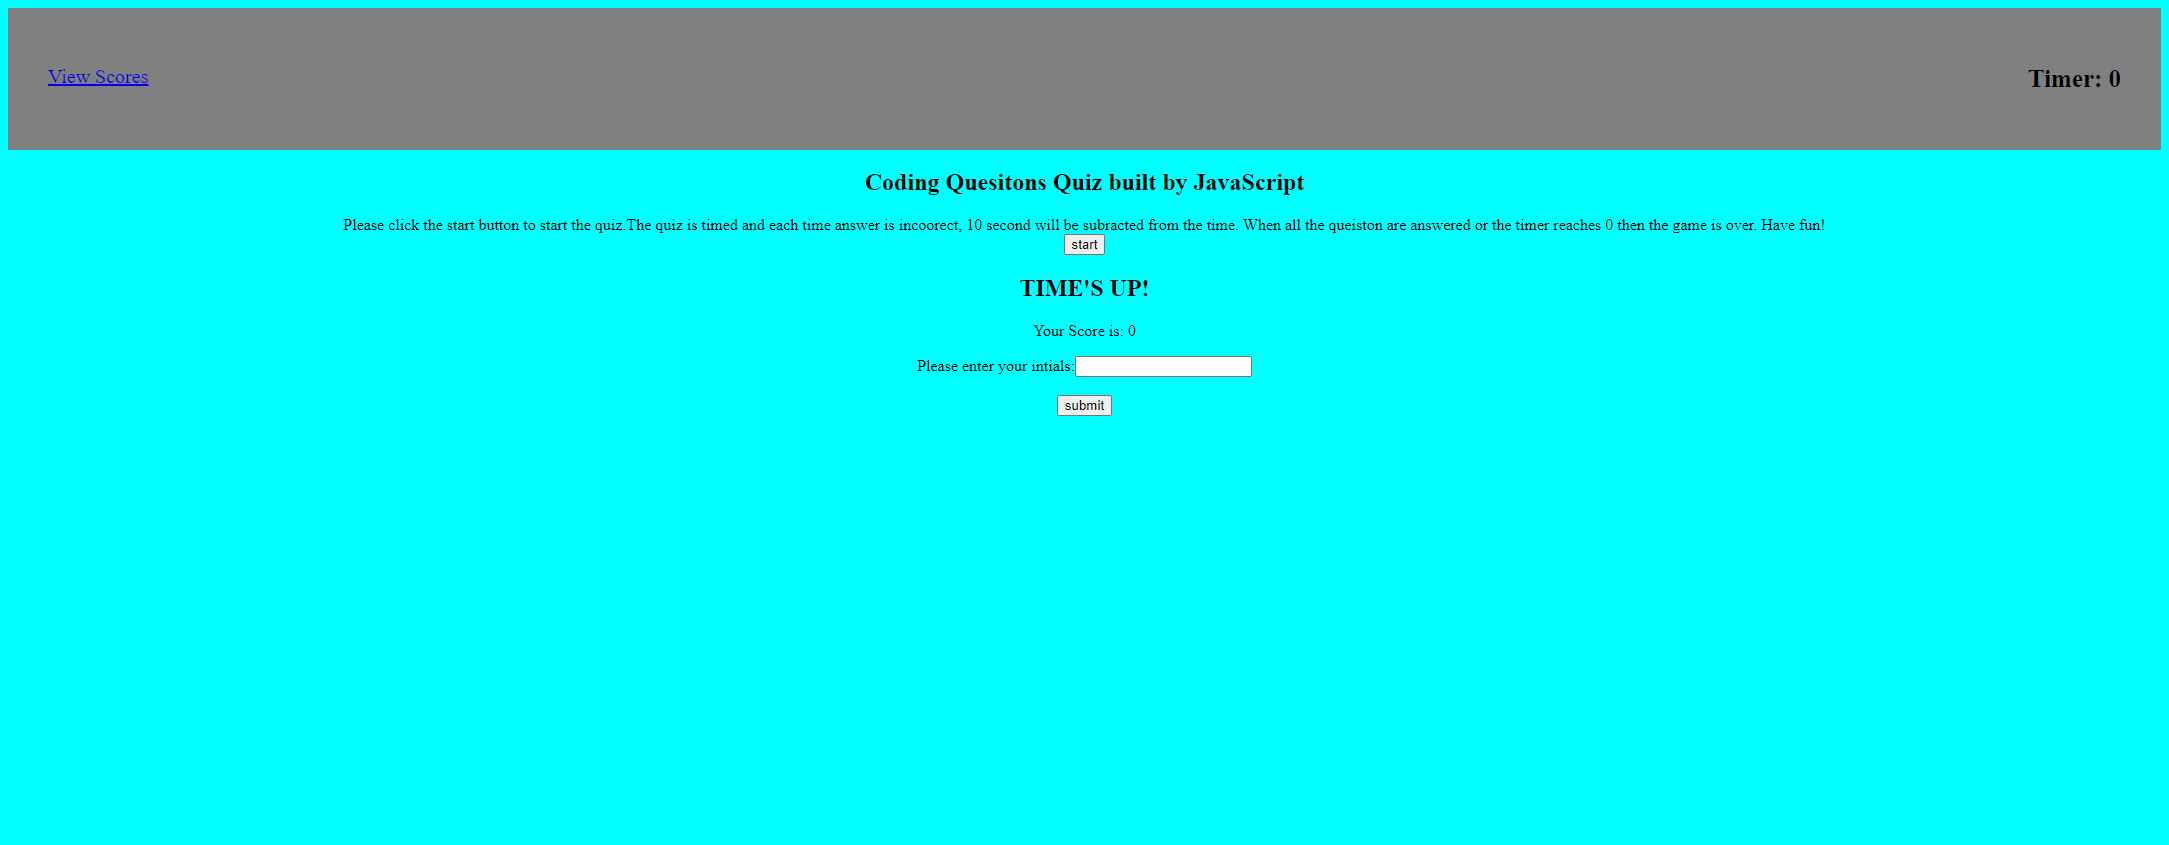 View Scores
Timer: 0
Coding Quesitons Quiz built by JavaScript
Please click the start button to start the quiz.The quiz is timed and each time answer is incoorect, 10 second will be subracted from the time. When all the queiston are answered or the timer reaches 0 then the game is over. Have fun!
start
TIME'S UP!
Your Score is: 0
Please enter your intials:
submit